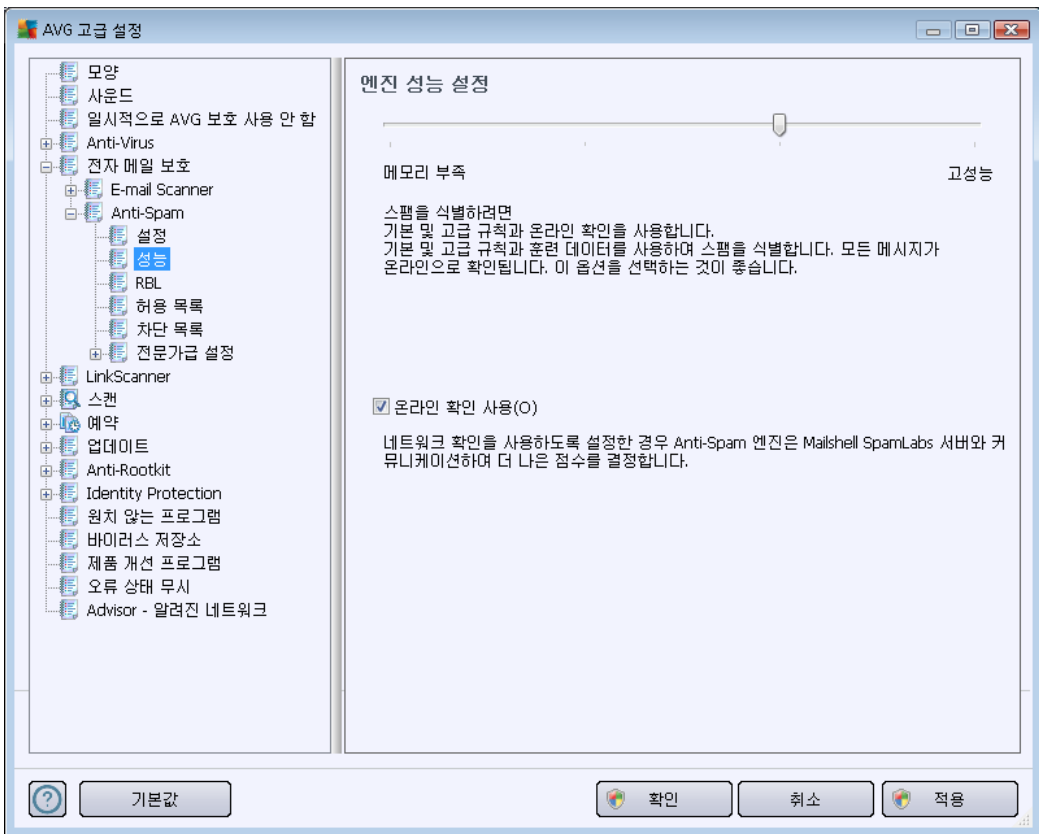 AVG 고급 설정
모양
사운드
일시적으로 AVG 보호 사용 안 함
Anti-Virus
전자 메일 보호
E-mail Scanner
Anti-Spam
설정
성능
RBL
허용 목록
차단 목록
전문가급 설정
LinkScanner
스캔
예약
업데이트
Anti-Rootkit
Identity Protection
원치 않는 프로그램
바이러스 저장소
제품 개선 프로그램
오류 상태 무시
Advisor - 알려진 네트워크
엔진 성능 설정
메모리 부족 고성능
스팸을 식별하려면
기본 및 고급 규칙과 온라인 확인을 사용합니다.
기본 및 고급 규칙과 훈련 데이터를 사용하여 스팸을 식별합니다. 모든 메시지가
온라인으로 확인됩니다. 이 옵션을 선택하는 것이 좋습니다.
온라인 확인 사용(O)
네트워크 확인을 사용하도록 설정한 경우 Anti-Spam 엔진은 Mailshell SpamLabs 서버와 커
뮤니케이션하여 더 나은 점수를 결정합니다.
기본값 확인 취소 적용